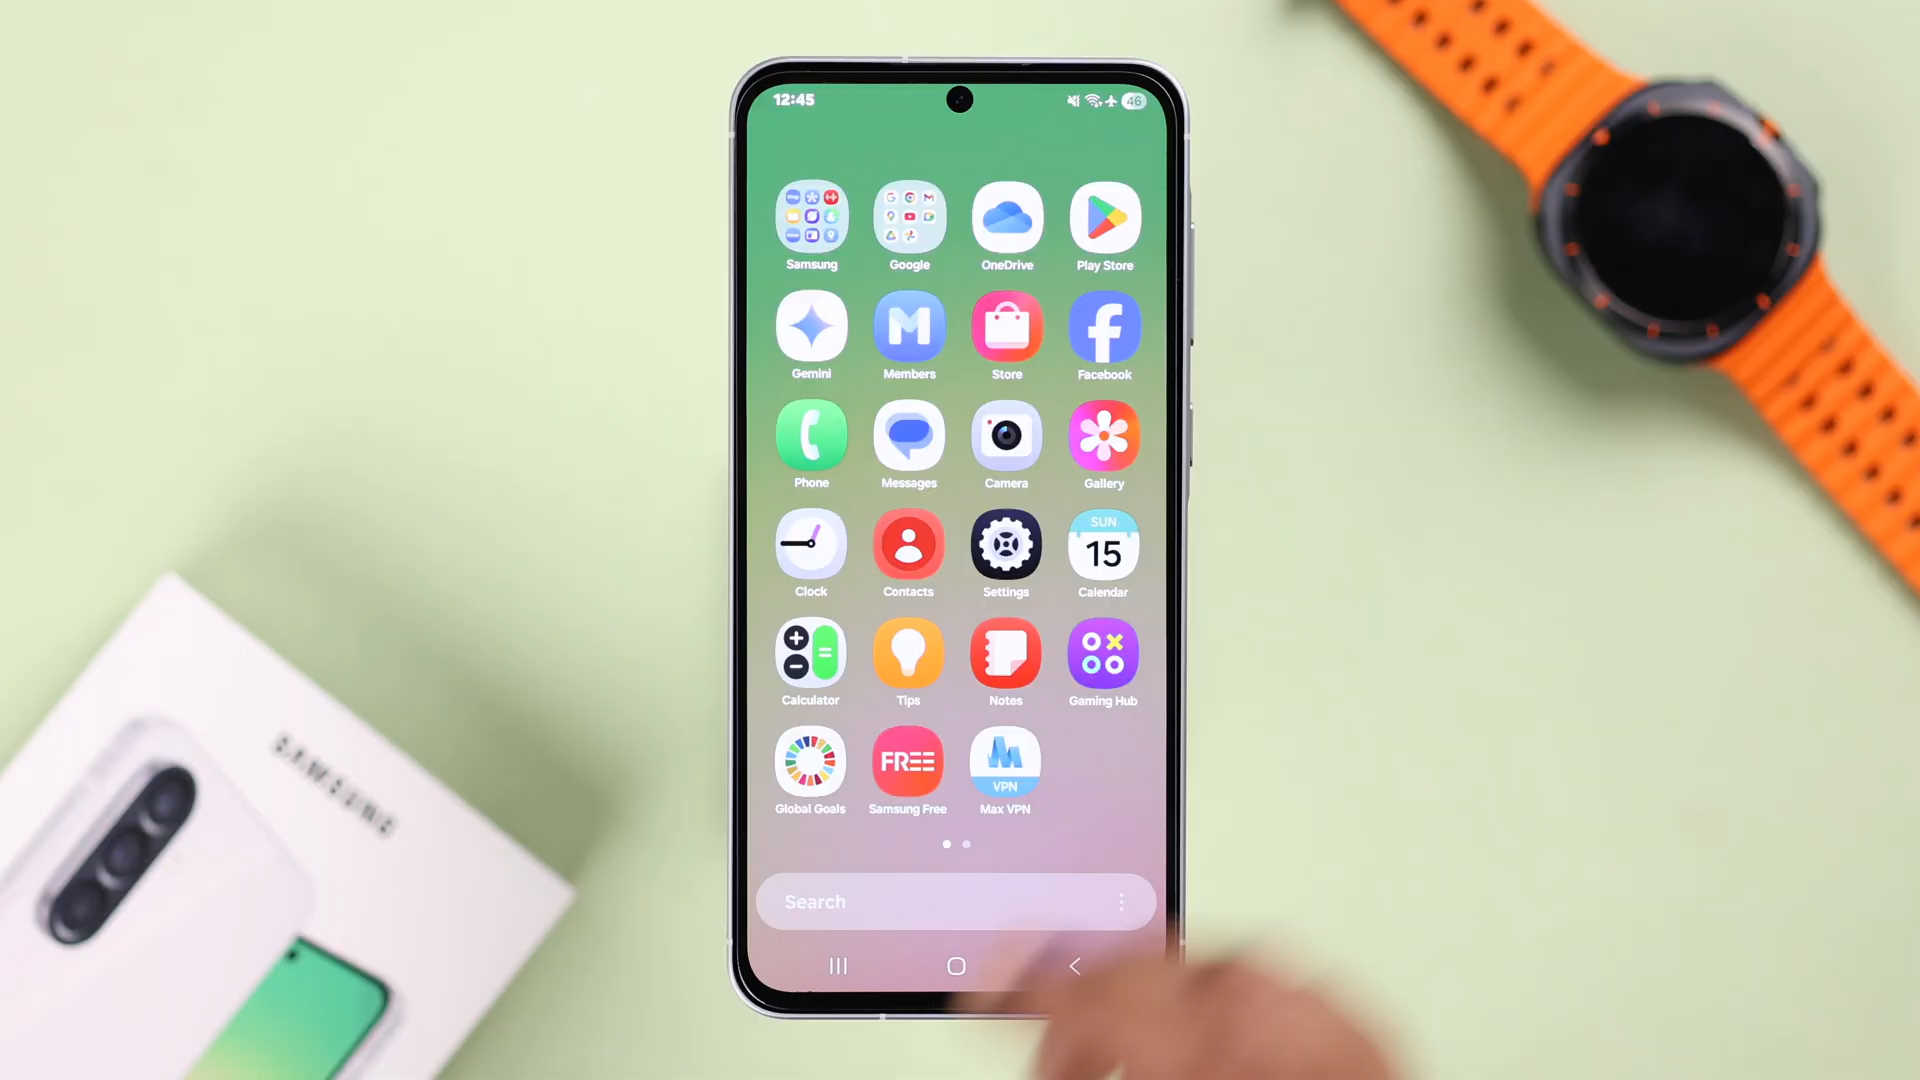 12:45
46
Samsung Google OneDrive Play Store
Gemini Members Store Facebook
Phone Messages Camera Gallery
SUN
15
Clock Contacts Settings Calendar
Calculator Tips Notes Gaming Hub
FREE
VPN
Global Goals Samsung Free Max VPN
Search
SAMSUNG